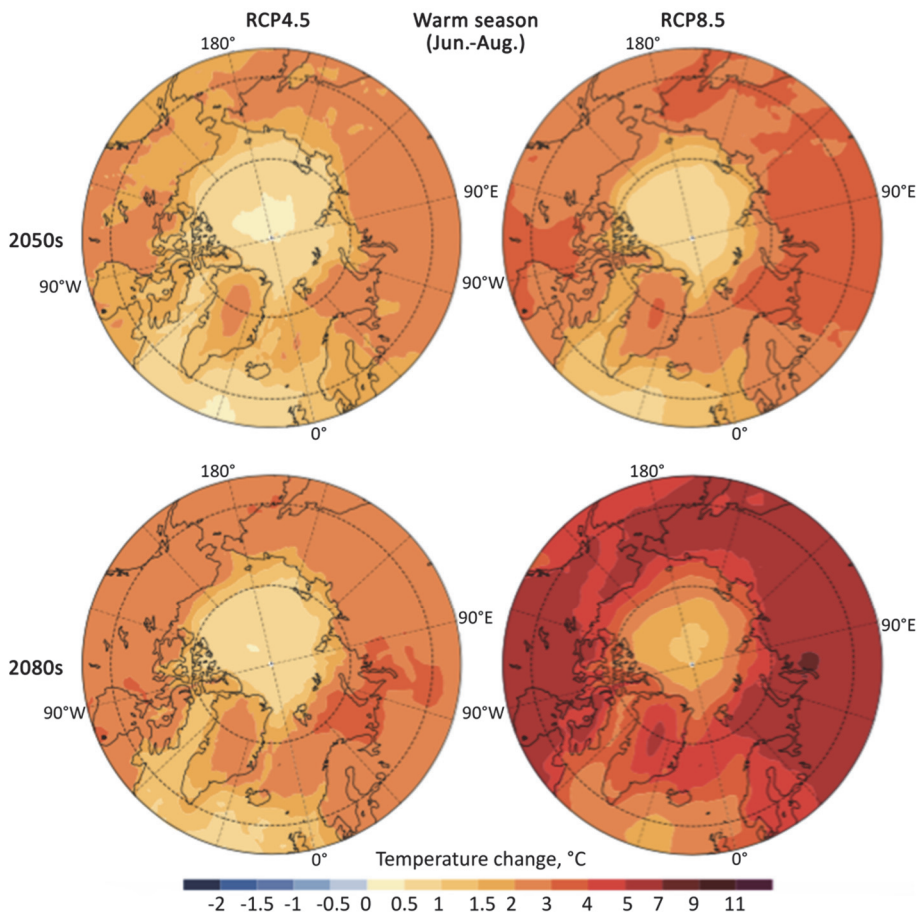 RCP4.5
Warm season
(Jun.-Aug.)
RCP8.5
180°
180°
90°E
90°E
2050s
90°W
90°W
0°
0°
180°
180°
90°E
90°E
2080s
90°W
90°W
0°
Temperature change, °C
0°
-2 -1.5 -1 -0.5 0 0.5 1 1.5 2 3 4 5 7 9 11